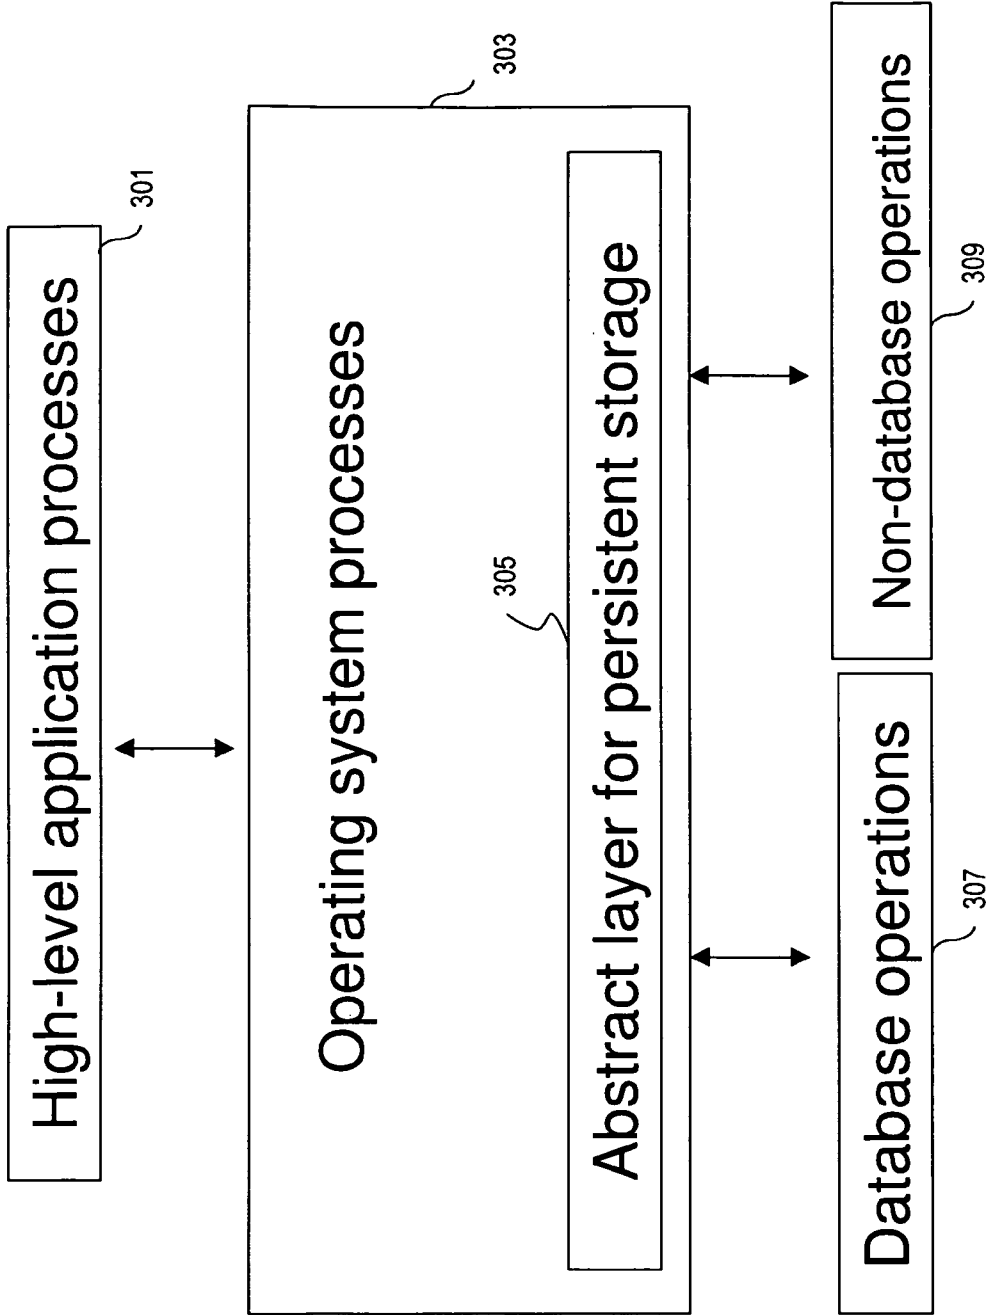 High-level application processes
301
303
Operating system processes
305
Abstract layer for persistent storage
Database operations
307
Non-database operations
309